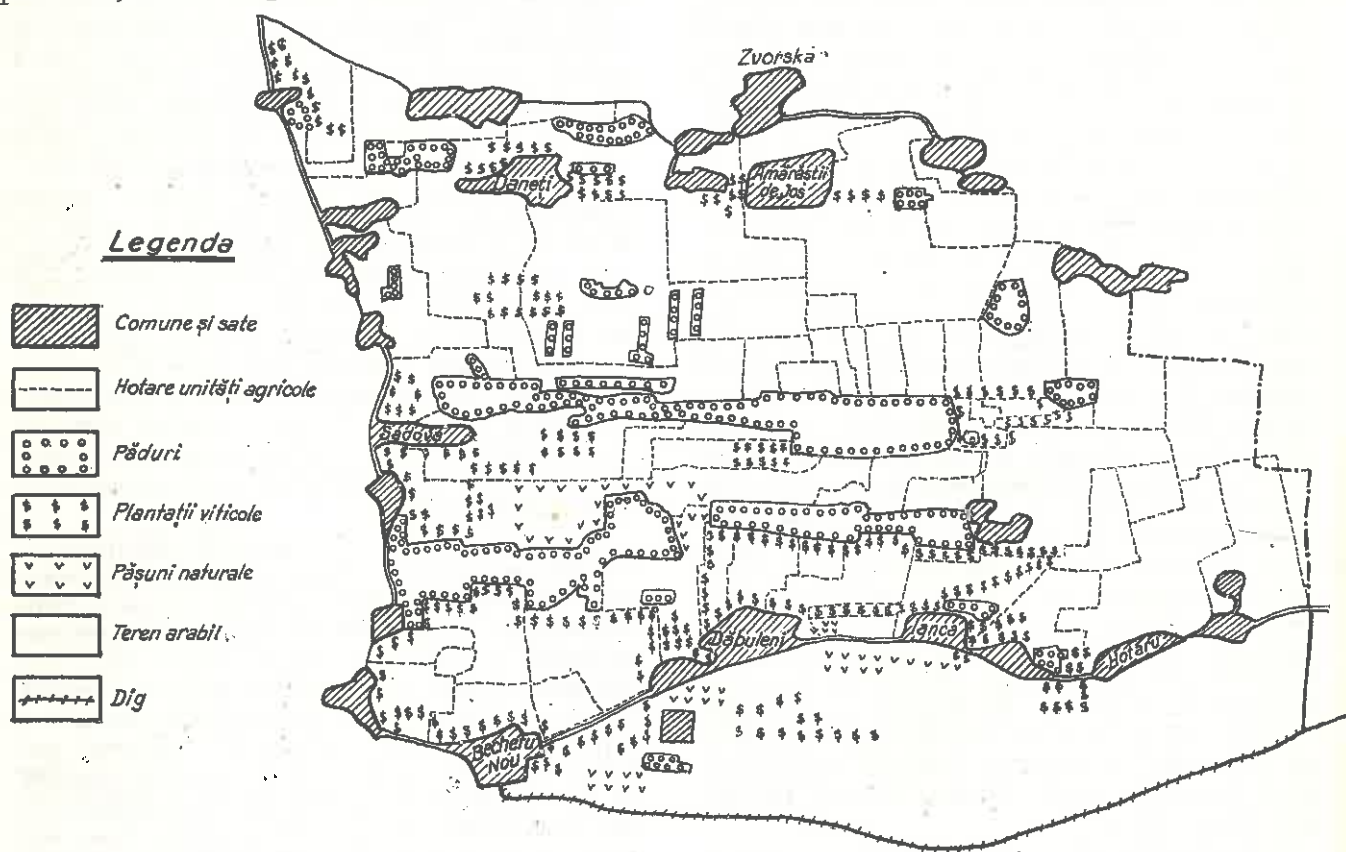 Zvorska
Daneți
Amărăștii
de Jos
Legenda
Comune și sate
Hotare unități agricole
Păduri
Plantații viticole
Pășuni naturale
Teren arabil
Dig
Sadova
Dăbuleni
Ianca
Hotaru
Bechetu
Nou